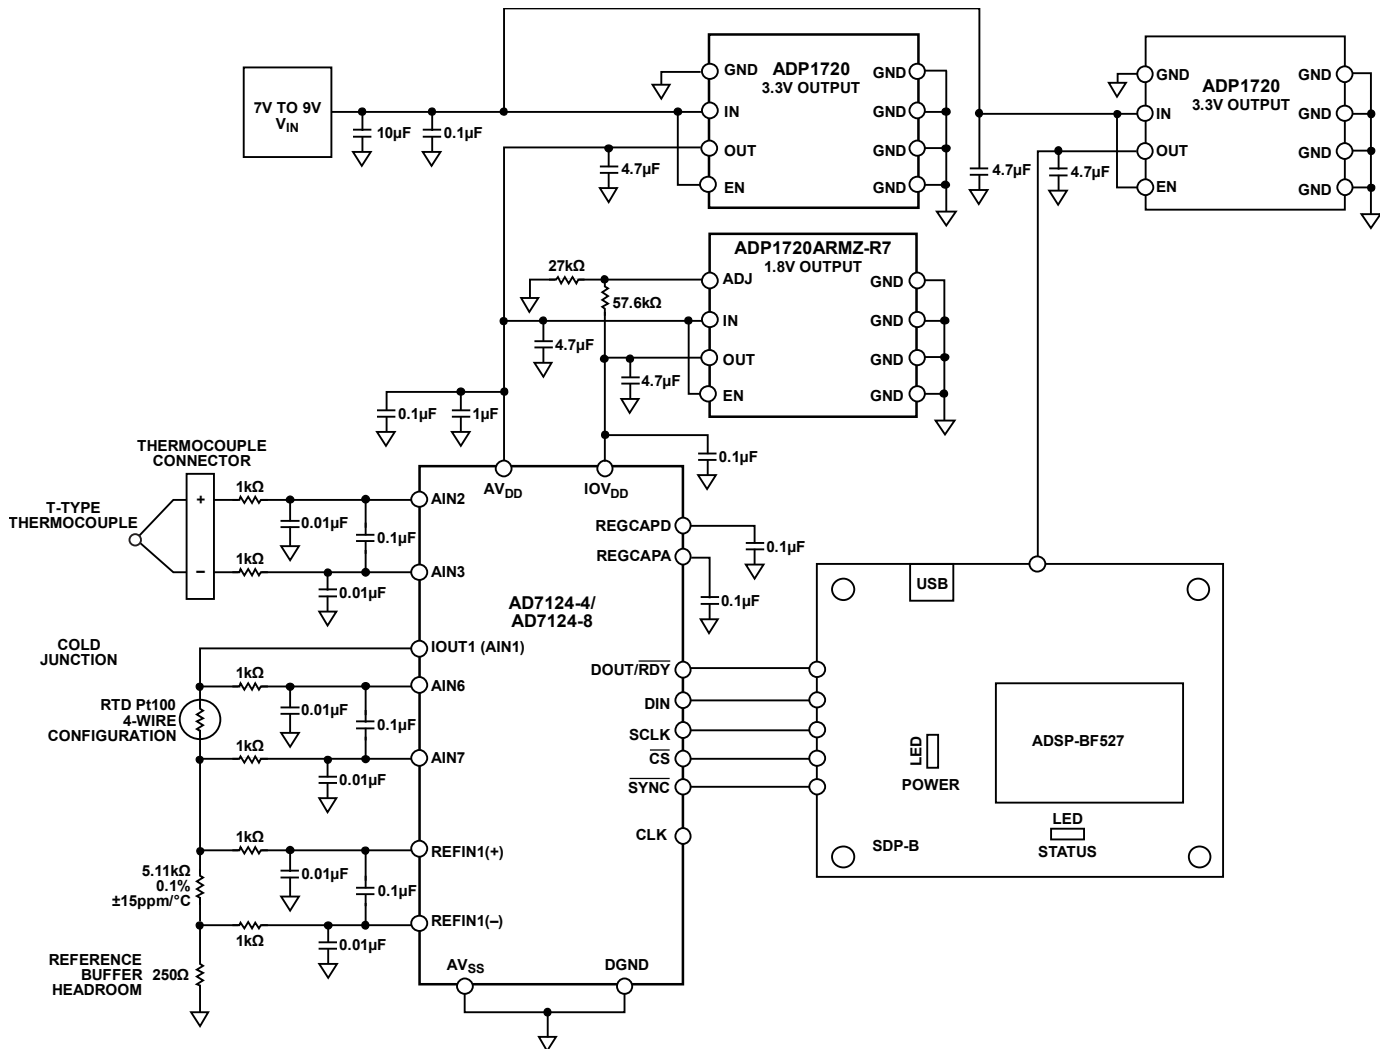 7V TO 9V
VIN
10µF
0.1µF
4.7µF
GND
IN
OUT
EN
ADP1720
3.3V OUTPUT
GND
GND
GND
GND
4.7µF
4.7µF
GND
IN
OUT
EN
ADP1720
3.3V OUTPUT
GND
GND
GND
GND
ADP1720ARMZ-R7
1.8V OUTPUT
27kΩ
57.6kΩ
4.7µF
4.7µF
ADJ
IN
OUT
EN
GND
GND
GND
GND
0.1µF
1µF
0.1µF
THERMOCOUPLE
CONNECTOR
T-TYPE
THERMOCOUPLE
+
–
1kΩ
0.01µF
0.1µF
1kΩ
0.01µF
AVDD
IOVDD
AIN2
AIN3
REGCAPD
REGCAPA
0.1µF
0.1µF
AD7124-4/
AD7124-8
COLD
JUNCTION
IOUT1 (AIN1)
RTD Pt100
4-WIRE
CONFIGURATION
1kΩ
0.01µF
0.1µF
1kΩ
0.01µF
AIN6
AIN7
DOUT/RDY
DIN
SCLK
CS
SYNC
CLK
5.11kΩ
0.1%
±15ppm/°C
1kΩ
0.01µF
0.1µF
1kΩ
0.01µF
REFIN1(+)
REFIN1(–)
REFERENCE
BUFFER
HEADROOM
250Ω
AVSS
DGND
USB
ADSP-BF527
LED
POWER
LED
STATUS
SDP-B